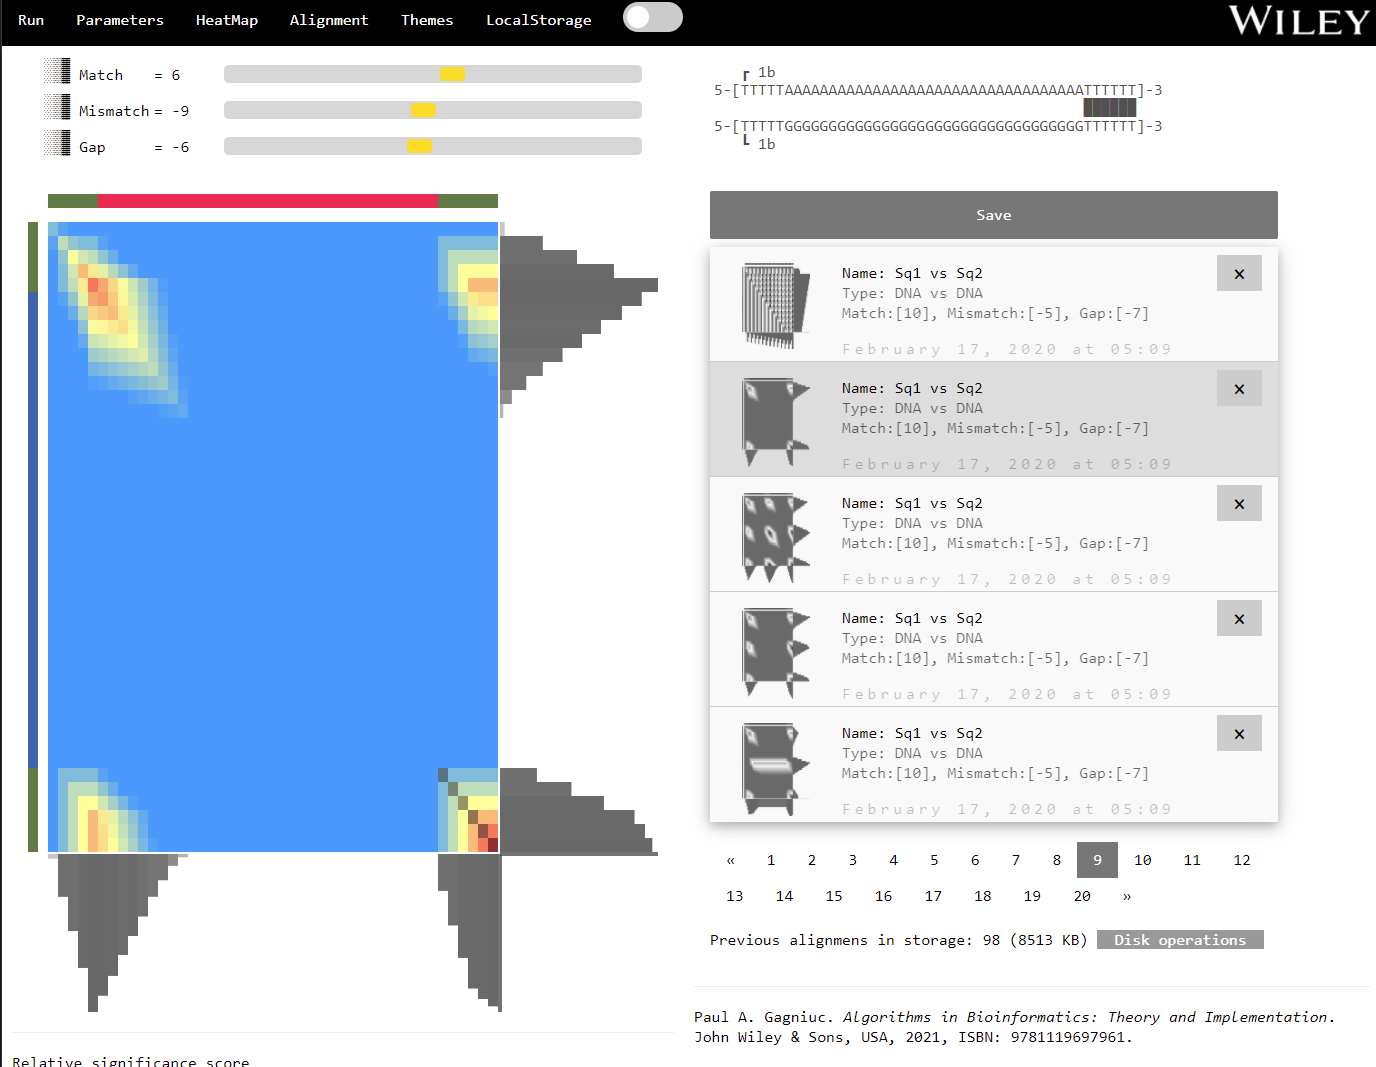 Run Parameters HeatMap Alignment Themes LocalStorage
WILEY
Match = 6
Mismatch = -9
Gap = -6
┏ 1b
5-[TTTTTAAAAAAAAAAAAAAAAAAAAAAAAAAAAAAAAAATTTTTT]-3
5-[TTTTTGGGGGGGGGGGGGGGGGGGGGGGGGGGGGGGGGGTTTTTT]-3
┗ 1b
Save
Name: Sq1 vs Sq2
Type: DNA vs DNA
Match:[10], Mismatch:[-5], Gap:[-7]
February 17, 2020 at 05:09
×
Name: Sq1 vs Sq2
Type: DNA vs DNA
Match:[10], Mismatch:[-5], Gap:[-7]
February 17, 2020 at 05:09
×
Name: Sq1 vs Sq2
Type: DNA vs DNA
Match:[10], Mismatch:[-5], Gap:[-7]
February 17, 2020 at 05:09
×
Name: Sq1 vs Sq2
Type: DNA vs DNA
Match:[10], Mismatch:[-5], Gap:[-7]
February 17, 2020 at 05:09
×
Name: Sq1 vs Sq2
Type: DNA vs DNA
Match:[10], Mismatch:[-5], Gap:[-7]
February 17, 2020 at 05:09
×
« 1 2 3 4 5 6 7 8 9 10 11 12
13 14 15 16 17 18 19 20 »
Previous alignmens in storage: 98 (8513 KB) Disk operations
Paul A. Gagniuc. Algorithms in Bioinformatics: Theory and Implementation.
John Wiley & Sons, USA, 2021, ISBN: 9781119697961.
Relative significance score